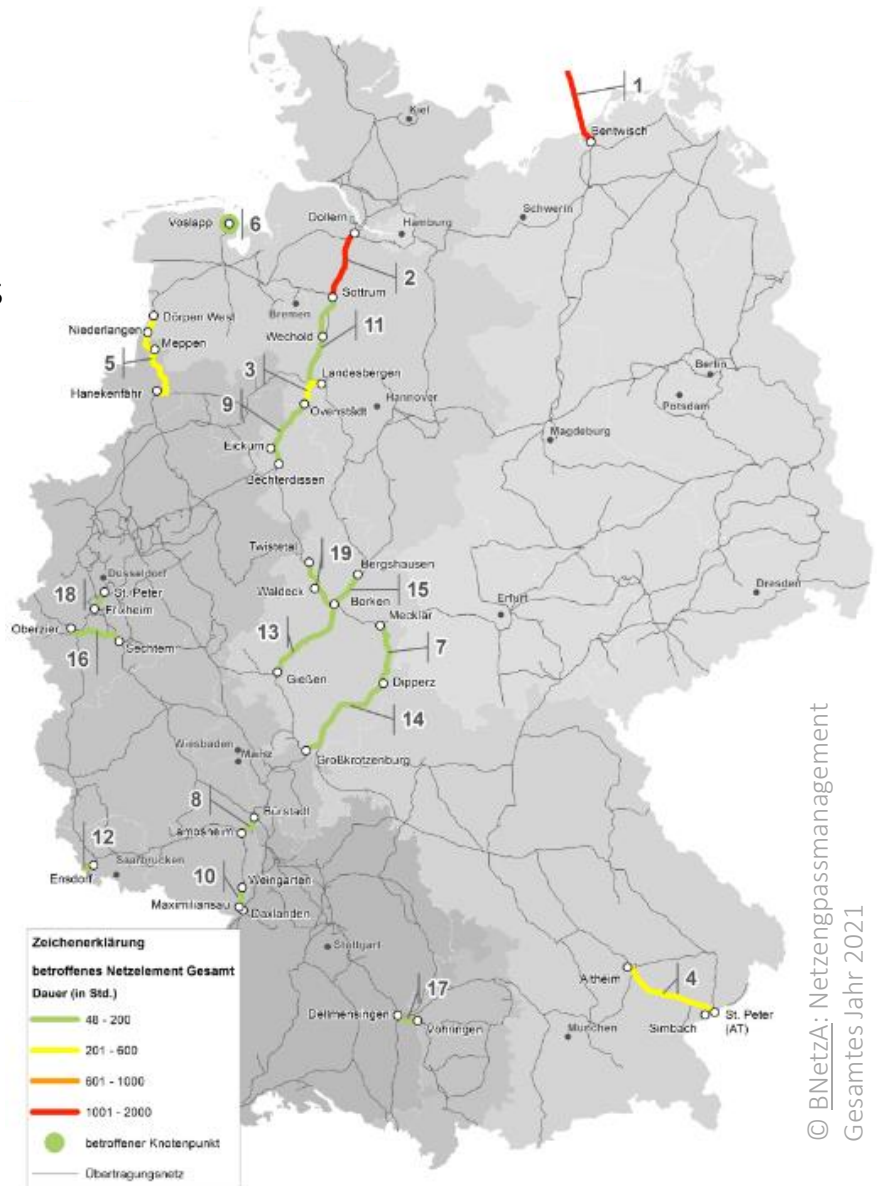 Kiel
1
Bentwisch
Schwerin
Voslapp
6
Dollern
Hamburg
2
Sottrum
Bremen
s
Dörpen West
Niederlangen
Meppen
5
Wechold
11
3
Landesbergen
Berlin
Potsdam
Hanekenfähr
9
Ovenstädt
Hannover
Magdeburg
Eickum
Bechterdissen
Twistetal
19
Bergshausen
Düsseldorf
18
St. Peter
Waldeck
15
Dresden
Frixheim
Borken
Erfurt
Mecklar
Oberzier
13
16
Sechtem
7
Gießen
Dipperz
14
Wiesbaden
Mainz
Großkrotzenburg
8
Bürstadt
Lambsheim
12
Saarbrücken
Ensdorf
10
Weingarten
Maximiliansau
Daxlanden
Stuttgart
Altheim
4
17
Dellmensingen
Vöhringen
München
Simbach
St. Peter
(AT)
Zeichenerklärung
betroffenes Netzelement Gesamt
Dauer (in Std.)
48 - 200
201 - 600
601 - 1000
1001 - 2000
betroffener Knotenpunkt
Übertragungsnetz
© BNetzA: Netzengpassmanagement
Gesamtes Jahr 2021